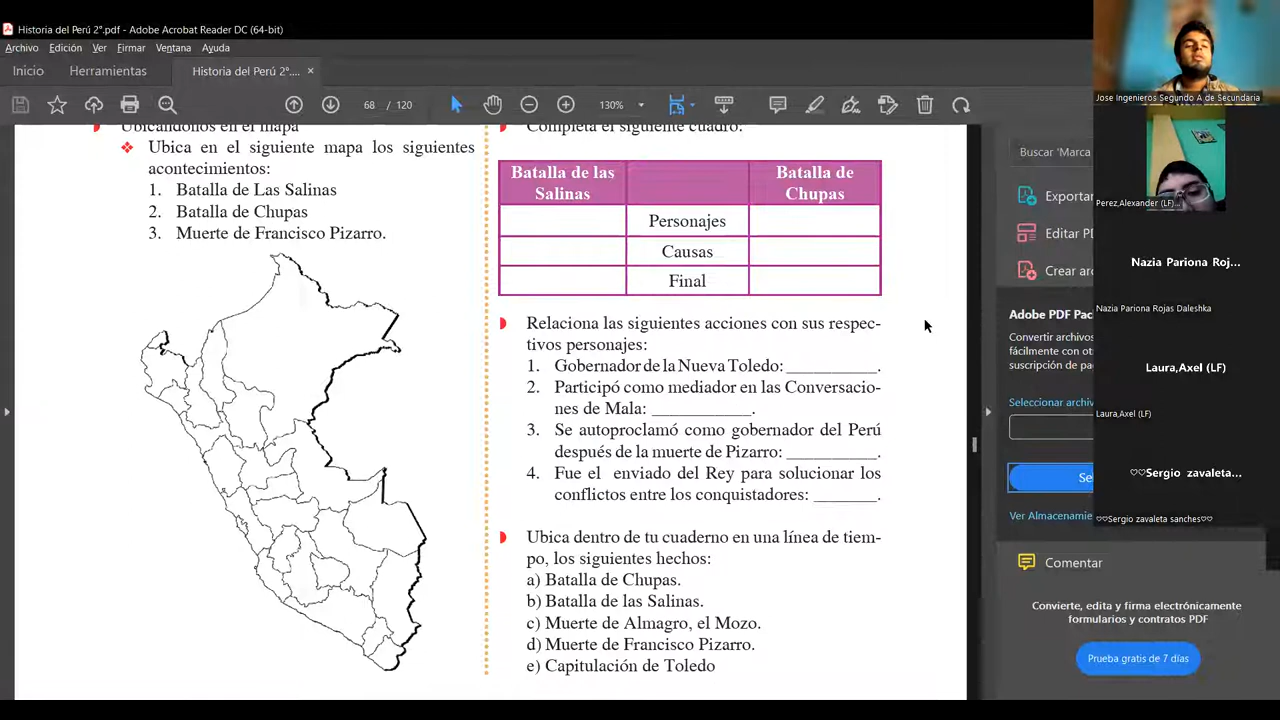 Historia del Perú 2°.pdf - Adobe Acrobat Reader DC (64-bit)
Archivo Edición Ver Firmar Ventana Ayuda
Inicio Herramientas Historia del Perú 2°.... ×
68 / 120 130%
Ubicándonos en el mapa
Ubica en el siguiente mapa los siguientes
acontecimientos:
1. Batalla de Las Salinas
2. Batalla de Chupas
3. Muerte de Francisco Pizarro.
Completa el siguiente cuadro:
Batalla de las Salinas
Batalla de Chupas
Personajes
Causas
Final
Relaciona las siguientes acciones con sus respec-
tivos personajes:
1. Gobernador de la Nueva Toledo: __________.
2. Participó como mediador en las Conversacio-
nes de Mala: ___________.
3. Se autoproclamó como gobernador del Perú
después de la muerte de Pizarro: __________.
4. Fue el enviado del Rey para solucionar los
conflictos entre los conquistadores: _______.
Ubica dentro de tu cuaderno en una línea de tiem-
po, los siguientes hechos:
a) Batalla de Chupas.
b) Batalla de las Salinas.
c) Muerte de Almagro, el Mozo.
d) Muerte de Francisco Pizarro.
e) Capitulación de Toledo
Buscar 'Marca
Exportar
Editar PD
Crear arc
Adobe PDF Pac
Convertir archivos
fácilmente con otr
suscripción de pag
Seleccionar archiv
Se
Ver Almacenamie
Comentar
Convierte, edita y firma electrónicamente
formularios y contratos PDF
Prueba gratis de 7 días
Jose Ingenieros Segundo A de Secundaria
Perez,Alexander (LF)...
Nazia Pariona Roj...
Nazia Pariona Rojas Daleshka
Laura,Axel (LF)
Laura,Axel (LF)
♡♡Sergio zavaleta...
♡♡Sergio zavaleta sanches♡♡